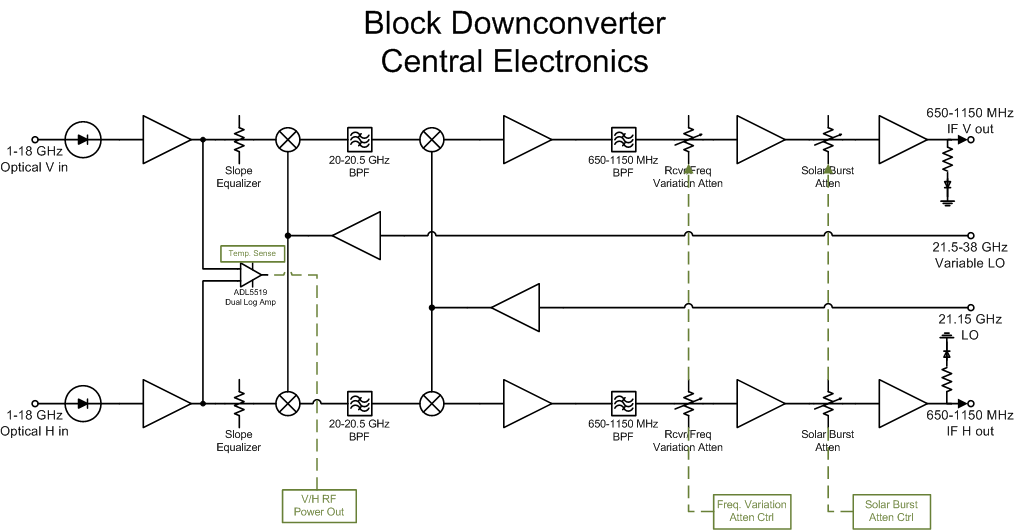 Block Downconverter
Central Electronics
1-18 GHz
Optical V in
Slope
Equalizer
20-20.5 GHz
BPF
650-1150 MHz
BPF
Rcvr Freq
Variation Atten
Solar Burst
Atten
650-1150 MHz
IF V out
21.5-38 GHz
Variable LO
Temp. Sense
ADL5519
Dual Log Amp
21.15 GHz
LO
1-18 GHz
Optical H in
Slope
Equalizer
20-20.5 GHz
BPF
650-1150 MHz
BPF
Rcvr Freq
Variation Atten
Solar Burst
Atten
650-1150 MHz
IF H out
V/H RF
Power Out
Freq. Variation
Atten Ctrl
Solar Burst
Atten Ctrl